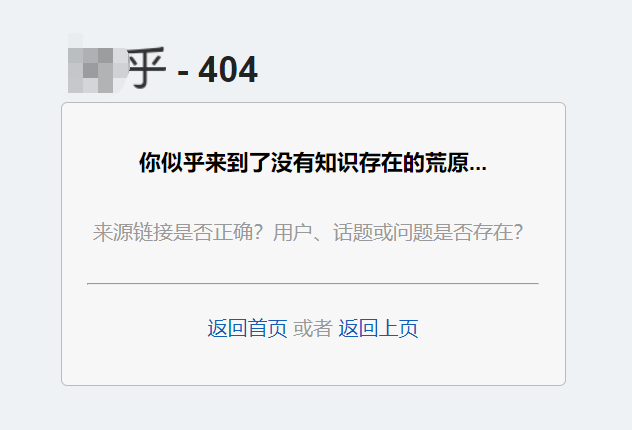 乎 - 404
你似乎来到了没有知识存在的荒原...
来源链接是否正确？用户、话题或问题是否存在？
返回首页 或者 返回上页